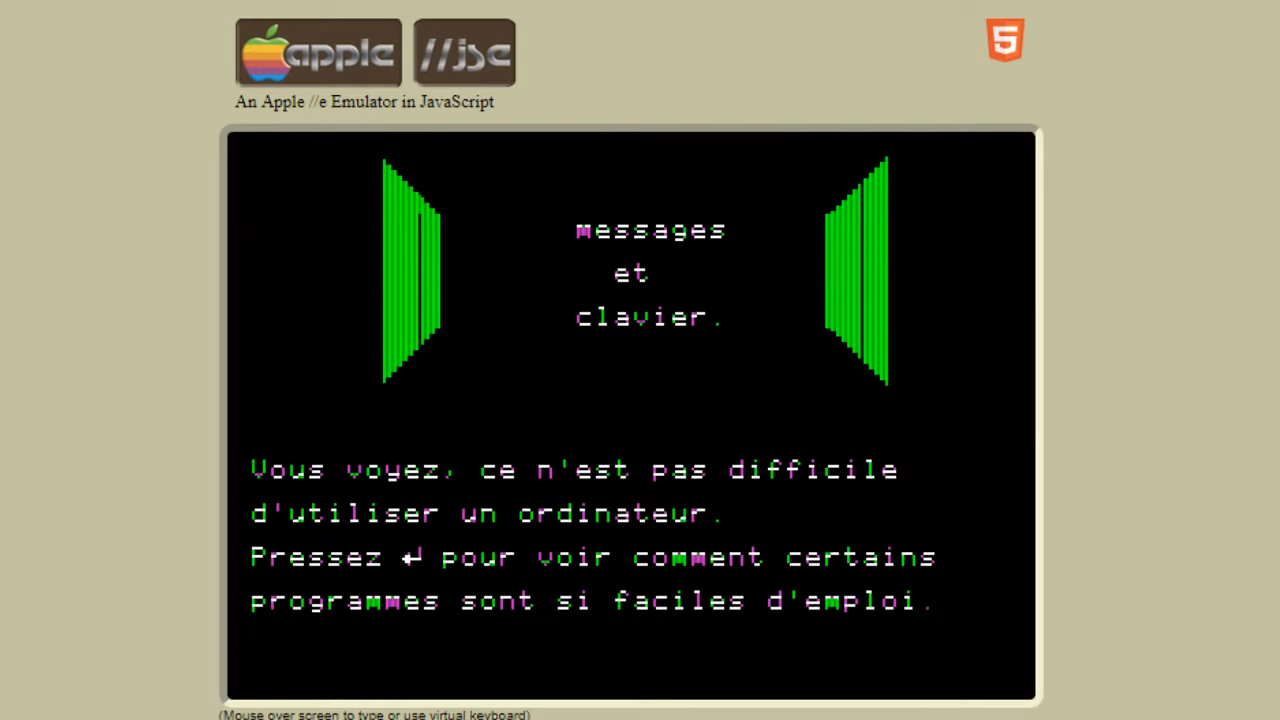 apple //jse
5
An Apple //e Emulator in JavaScript
messages
et
clavier.
Vous voyez, ce n'est pas difficile
d'utiliser un ordinateur.
Pressez ↵ pour voir comment certains
programmes sont si faciles d'emploi.
(Mouse over screen to type or use virtual keyboard)